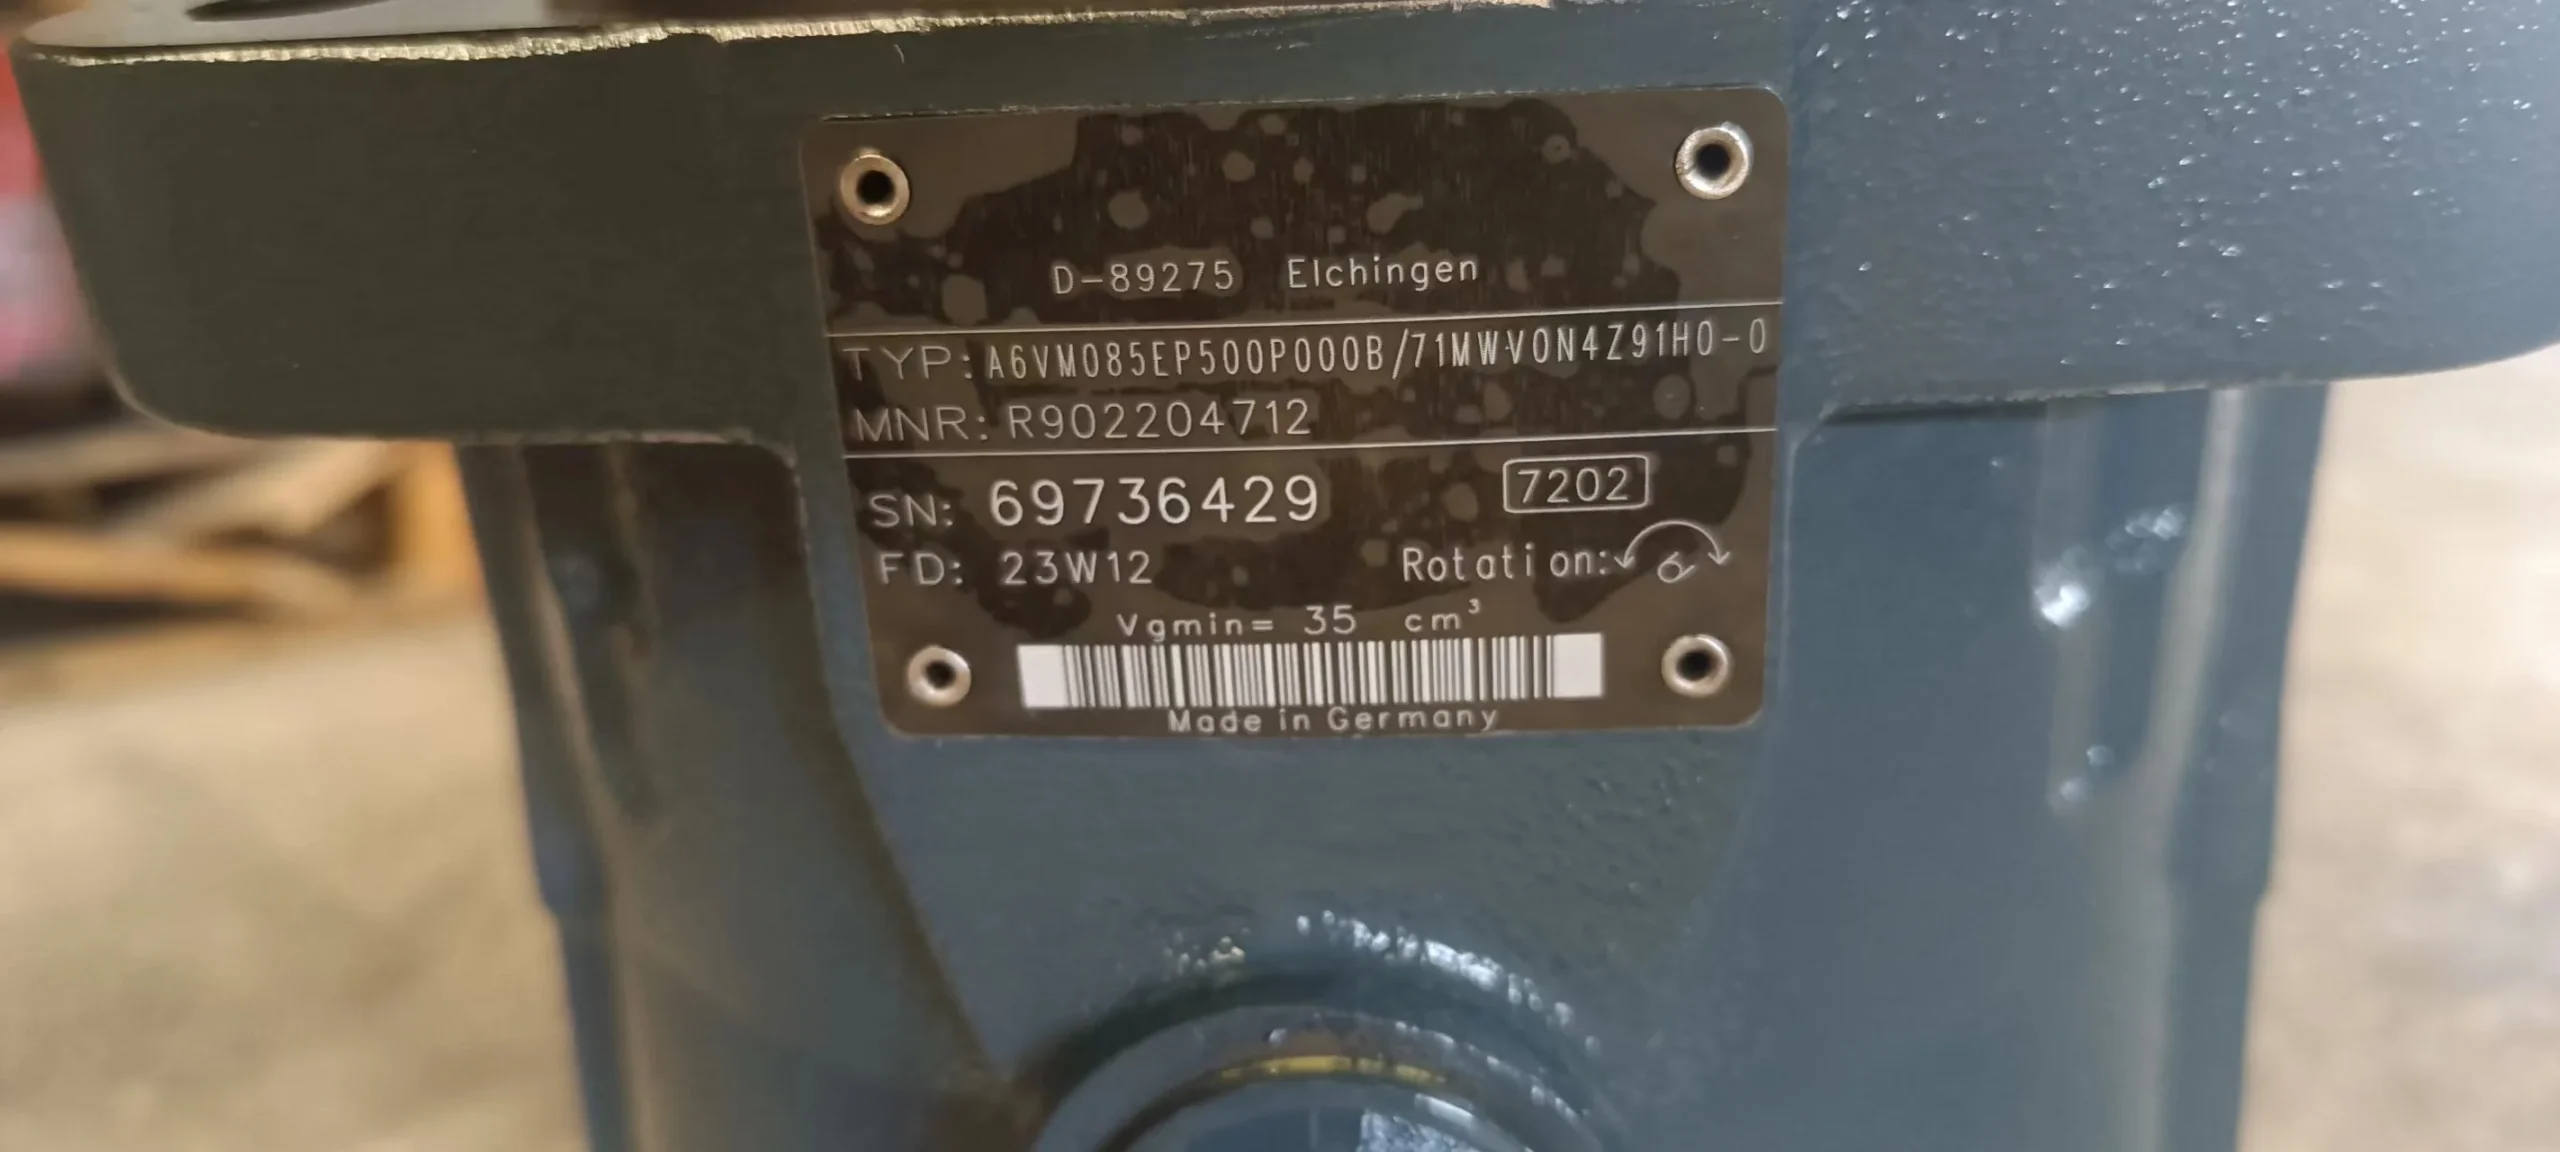 D-89275 Elchingen
TYP: A6VM085EP500P000B/71MWV0N4Z91H0-0
MNR: R902204712
SN: 69736429 7202
FD: 23W12 Rotation:
Vgmin= 35 cm³
Made in Germany